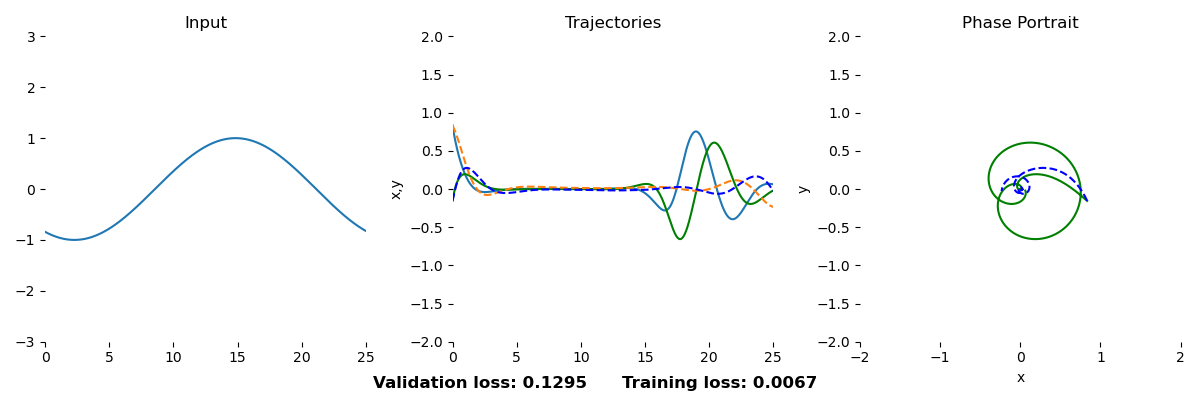 Input
3
2
1
0
−1
−2
−3
0 5 10 15 20 25
Trajectories
x,y
2.0
1.5
1.0
0.5
0.0
−0.5
−1.0
−1.5
−2.0
0 5 10 15 20 25
Phase Portrait
y
2.0
1.5
1.0
0.5
0.0
−0.5
−1.0
−1.5
−2.0
−2 −1 0 1 2
x
Validation loss: 0.1295 Training loss: 0.0067